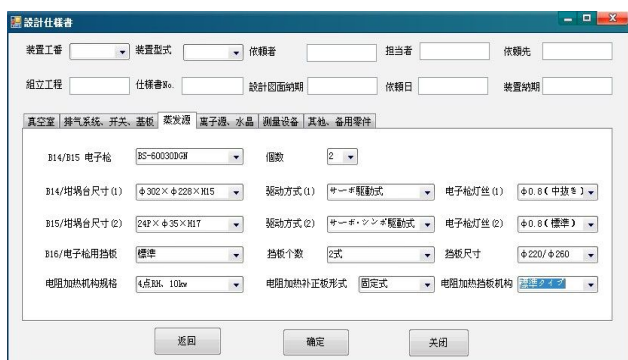 設計仕様書
装置工番 装置型式 依頼者 担当者 依頼先
組立工程 仕様書No. 設計図面納期 依頼日 装置納期
真空室 排气系统、开关、基板 蒸发源 离子源、水晶 测量设备 其他、备用零件
B14/B15 电子枪 BS-60030DGN 個数 2
B14/坩埚台尺寸(1) φ302×φ228×H15 驱动方式(1) サーボ駆動式 电子枪灯丝(1) φ0.8(中抜き)
B15/坩埚台尺寸(2) 24P×φ35×H17 驱动方式(2) サーボ・シンボ駆動式 电子枪灯丝(2) φ0.8(標準)
B16/电子枪用挡板 標準 挡板个数 2式 挡板尺寸 φ220/φ260
电阻加热机构规格 4点RH、10kw 电阻加热补正板形式 固定式 电阻加热挡板机构 標準タイプ
返回 确定 关闭